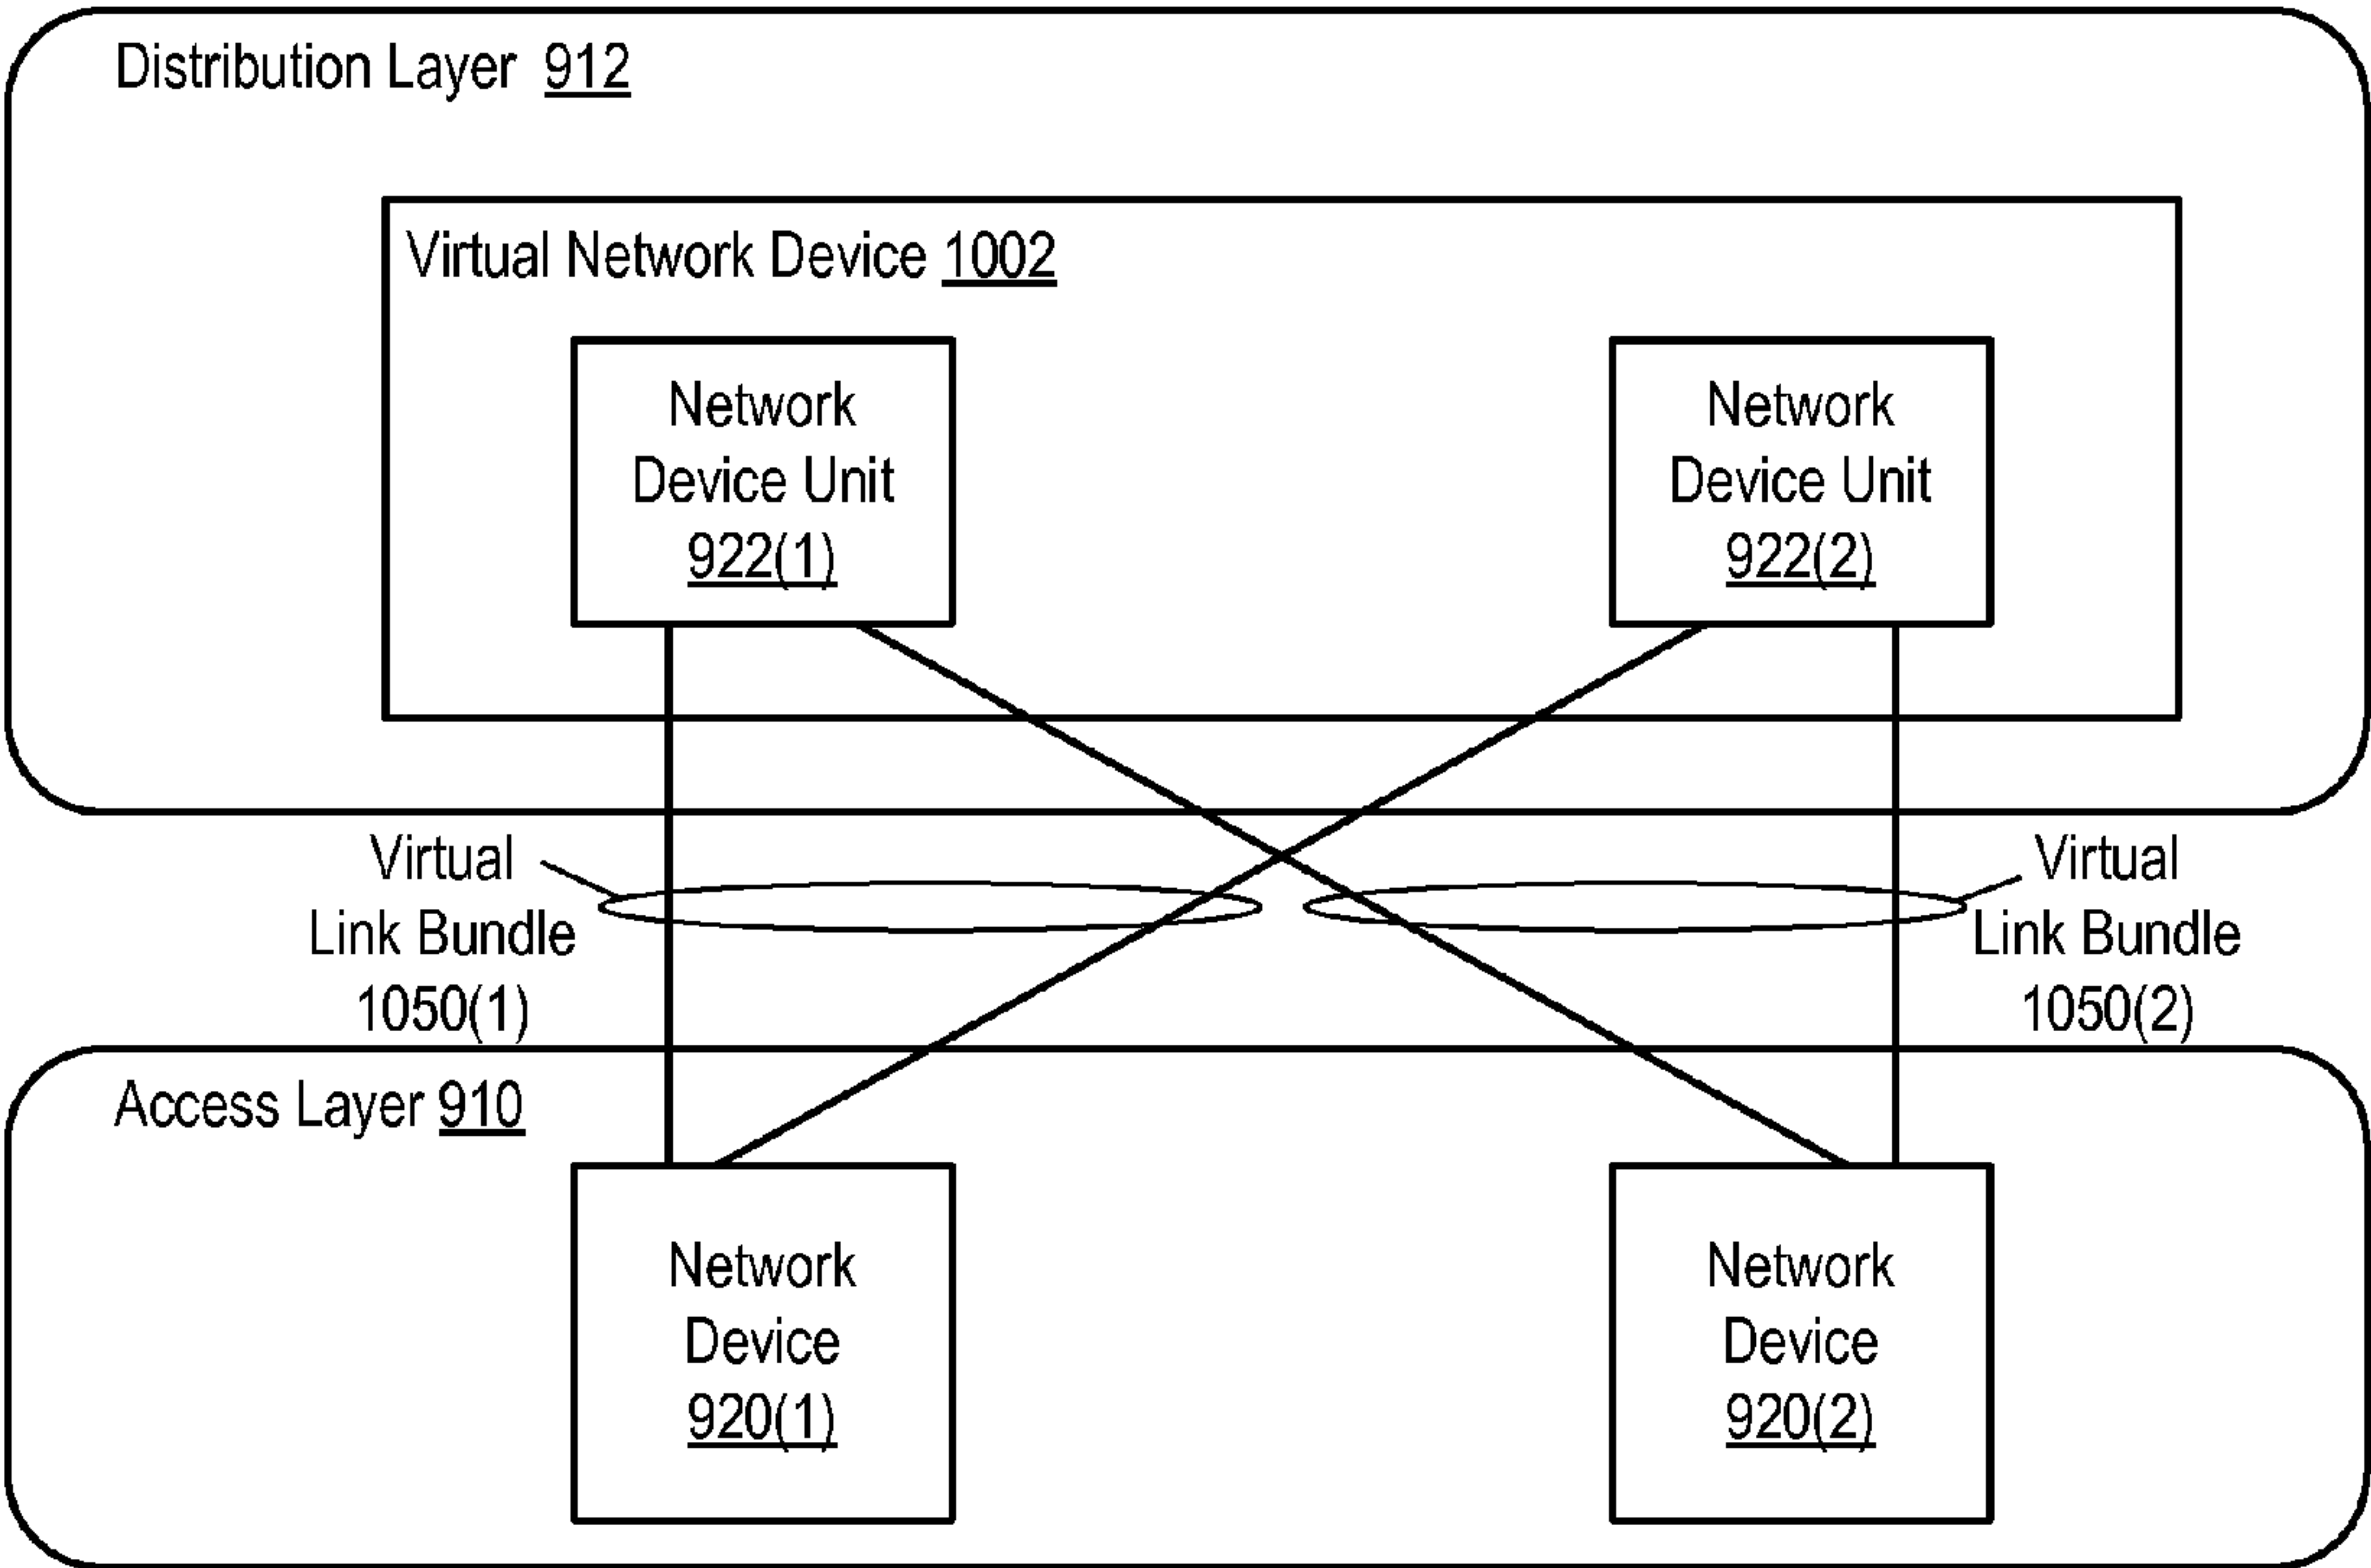 Distribution Layer 912
Virtual Network Device 1002
Network
Device Unit
922(1)
Network
Device Unit
922(2)
Virtual
Link Bundle
1050(1)
Virtual
Link Bundle
1050(2)
Access Layer 910
Network
Device
920(1)
Network
Device
920(2)